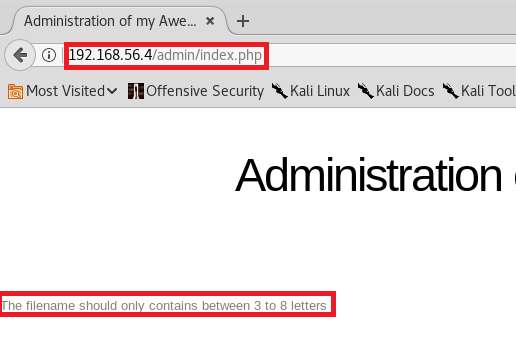 Administration of my Awe...
192.168.56.4/admin/index.php
Most Visited Offensive Security Kali Linux Kali Docs Kali Tool
Administration
The filename should only contains between 3 to 8 letters